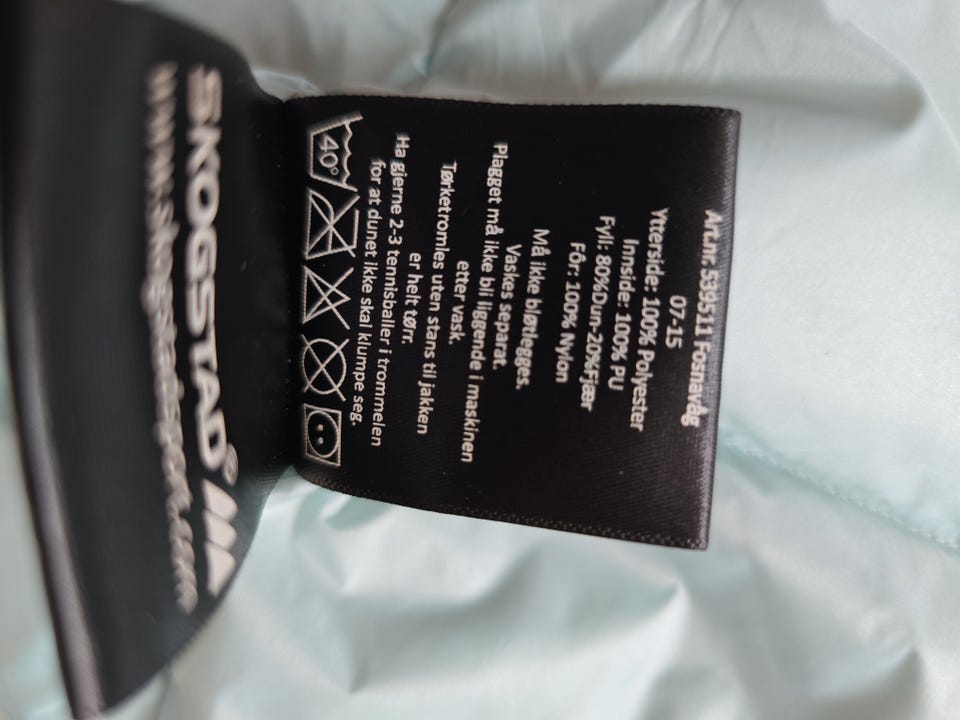 Art.nr. 539511 Fosnavåg
07-15
Ytterside: 100% Polyester
Innside: 100% PU
Fyll: 80%Dun-20%Fjær
Fôr: 100% Nylon
Må ikke bløtlegges.
Vaskes separat.
Plagget må ikke bli liggende i maskinen
etter vask.
Tørketromles uten stans til jakken
er helt tørr.
Ha gjerne 2-3 tennisballer i trommelen
for at dunet ikke skal klumpe seg.
40°
SKOGSTAD®